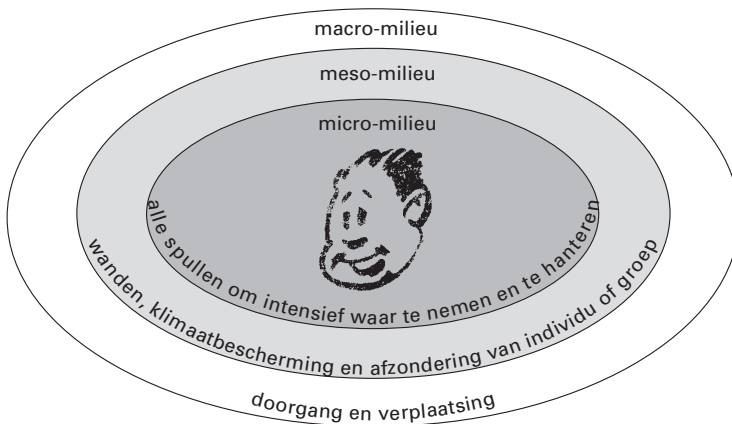 macro-milieu
meso-milieu
micro-milieu
alle spullen om intensief waar te nemen en te hanteren
wanden, klimaatbescherming en afzondering van individu of groep
doorgang en verplaatsing